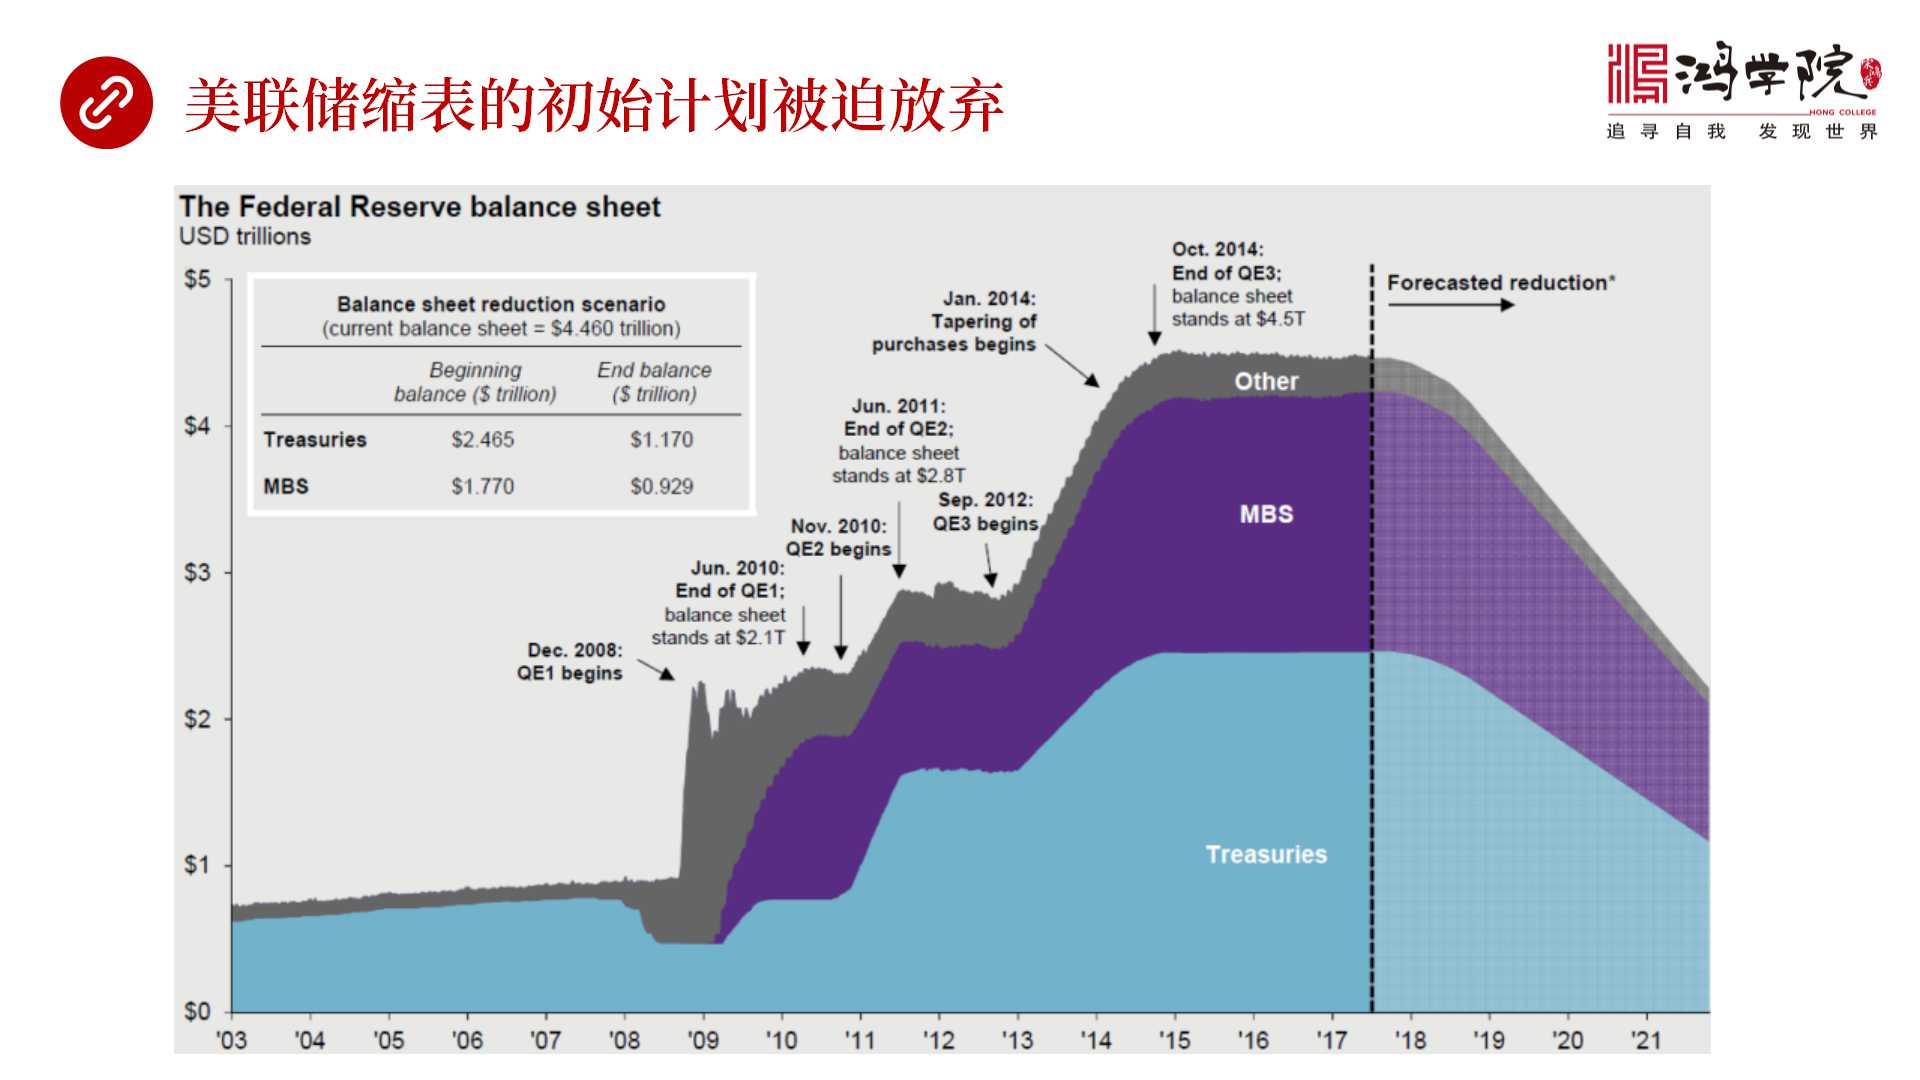 美联储缩表的初始计划被迫放弃
鸿学院
HONG COLLEGE
追寻自我 发现世界
The Federal Reserve balance sheet
USD trillions
$5
$4
$3
$2
$1
$0
Balance sheet reduction scenario
(current balance sheet = $4.460 trillion)
Beginning End balance
balance ($ trillion) ($ trillion)
Treasuries $2.465 $1.170
MBS $1.770 $0.929
Dec. 2008:
QE1 begins
Jun. 2010:
End of QE1;
balance sheet
stands at $2.1T
Nov. 2010:
QE2 begins
Jun. 2011:
End of QE2;
balance sheet
stands at $2.8T
Sep. 2012:
QE3 begins
Jan. 2014:
Tapering of
purchases begins
Oct. 2014:
End of QE3;
balance sheet
stands at $4.5T
Forecasted reduction*
Other
MBS
Treasuries
'03 '04 '05 '06 '07 '08 '09 '10 '11 '12 '13 '14 '15 '16 '17 '18 '19 '20 '21